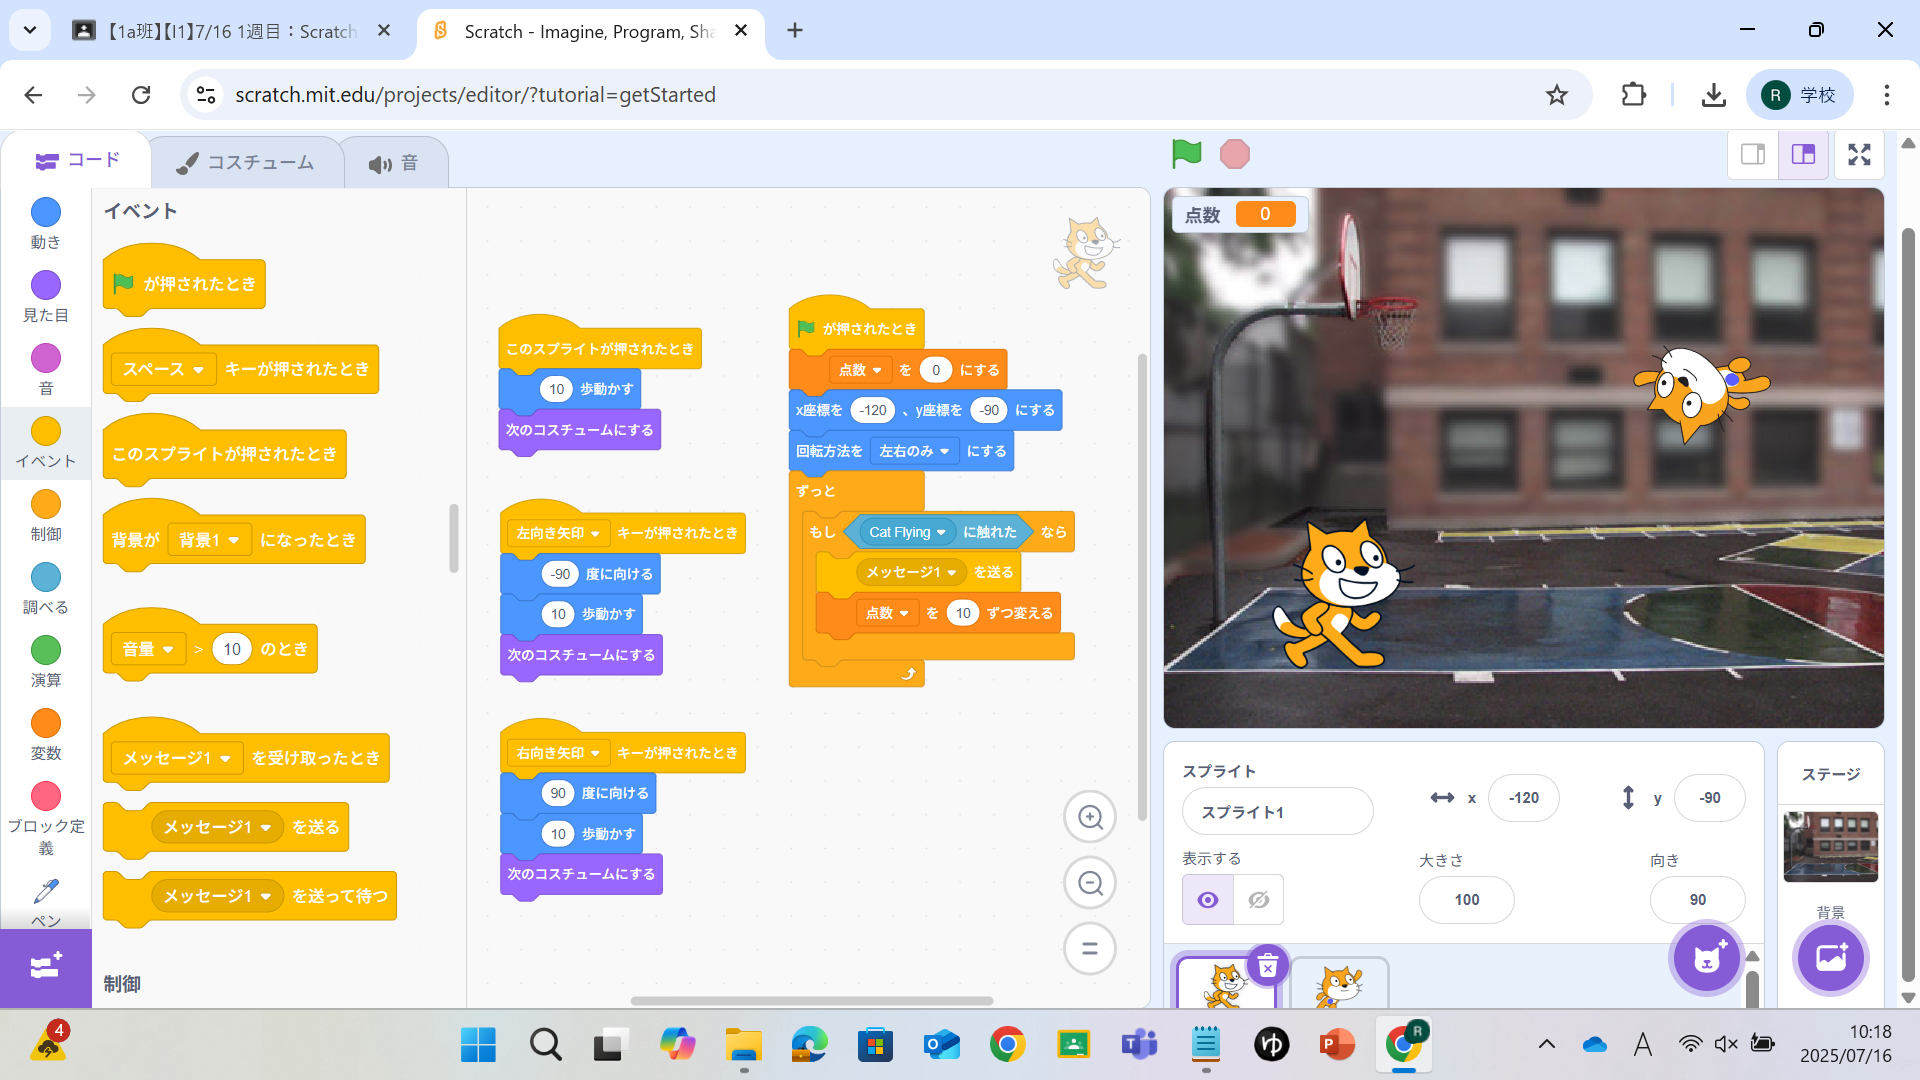 【1a班】【I1】7/16 1週目：Scratch
Scratch - Imagine, Program, Sha
scratch.mit.edu/projects/editor/?tutorial=getStarted
R 学校
コード
コスチューム
音
動き
見た目
音
イベント
制御
調べる
演算
変数
ブロック定
義
ペン
イベント
が押されたとき
スペース キーが押されたとき
このスプライトが押されたとき
背景が 背景1 になったとき
音量 > 10 のとき
メッセージ1 を受け取ったとき
メッセージ1 を送る
メッセージ1 を送って待つ
制御
このスプライトが押されたとき
10 歩動かす
次のコスチュームにする
左向き矢印 キーが押されたとき
-90 度に向ける
10 歩動かす
次のコスチュームにする
右向き矢印 キーが押されたとき
90 度に向ける
10 歩動かす
次のコスチュームにする
が押されたとき
点数 を 0 にする
x座標を -120 、y座標を -90 にする
回転方法を 左右のみ にする
ずっと
もし Cat Flying に触れた なら
メッセージ1 を送る
点数 を 10 ずつ変える
点数 0
スプライト
スプライト1
x -120
y -90
表示する
大きさ
100
向き
90
ステージ
背景
4
ゆ
R
A
10:18
2025/07/16